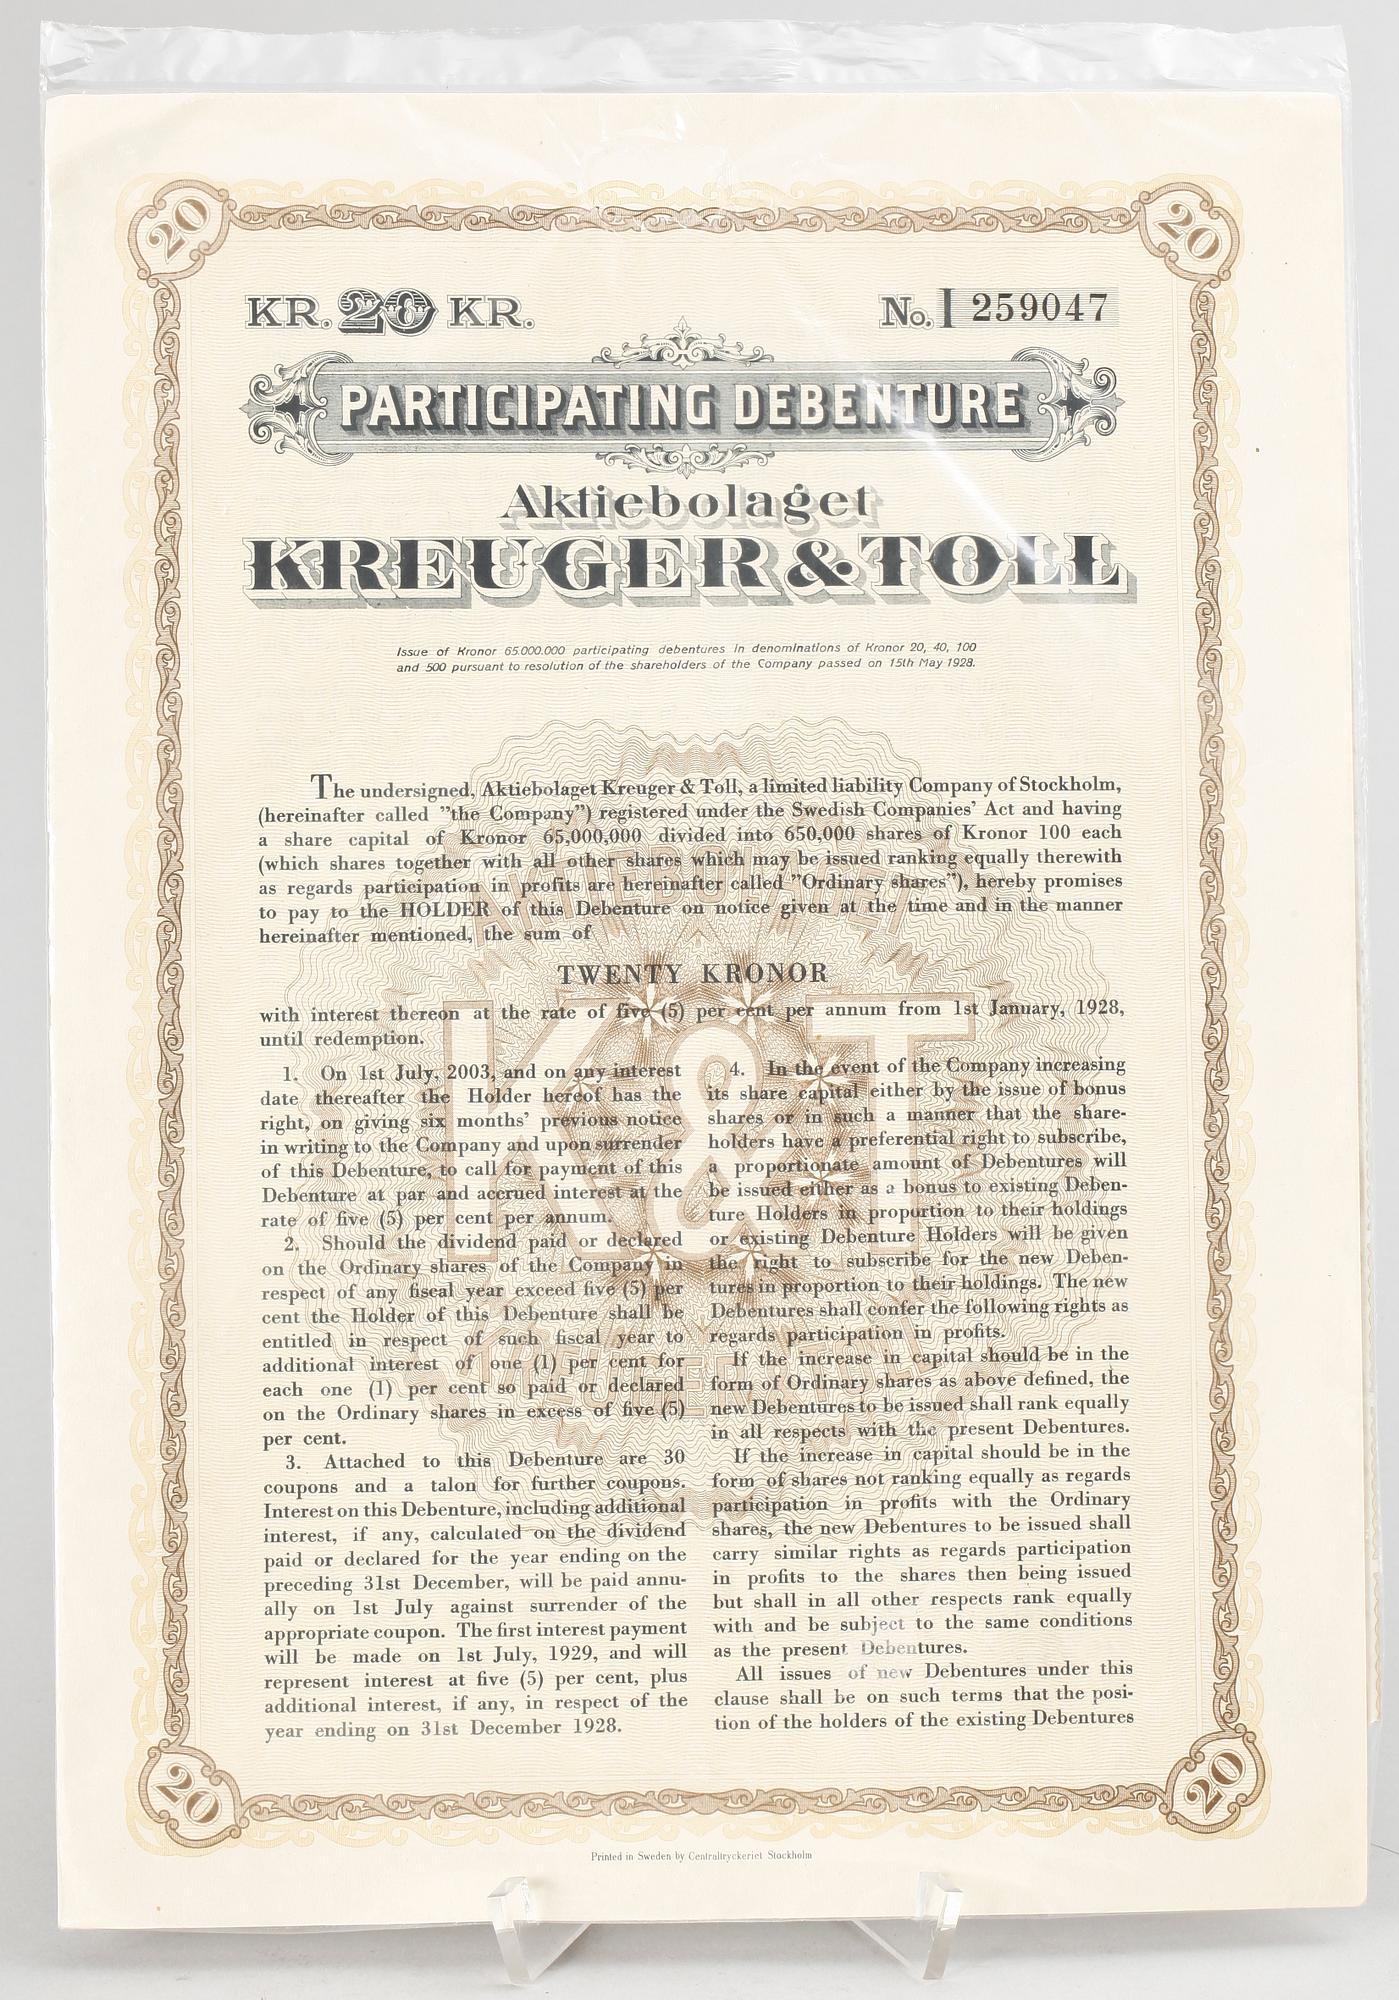 20
20
KR. 20 KR.
No. I 259047
PARTICIPATING DEBENTURE
Aktiebolaget
KREUGER & TOLL
Issue of Kronor 65.000.000 participating debentures in denominations of Kronor 20, 40, 100
and 500 pursuant to resolution of the shareholders of the Company passed on 15th May 1928.
The undersigned, Aktiebolaget Kreuger & Toll, a limited liability Company of Stockholm,
(hereinafter called ”the Company”) registered under the Swedish Companies’ Act and having
a share capital of Kronor 65,000,000 divided into 650,000 shares of Kronor 100 each
(which shares together with all other shares which may be issued ranking equally therewith
as regards participation in profits are hereinafter called ”Ordinary shares”), hereby promises
to pay to the HOLDER of this Debenture on notice given at the time and in the manner
hereinafter mentioned, the sum of
TWENTY KRONOR
with interest thereon at the rate of five (5) per cent per annum from 1st January, 1928,
until redemption.
1. On 1st July, 2003, and on any interest
date thereafter the Holder hereof has the
right, on giving six months’ previous notice
in writing to the Company and upon surrender
of this Debenture, to call for payment of this
Debenture at par and accrued interest at the
rate of five (5) per cent per annum.
2. Should the dividend paid or declared
on the Ordinary shares of the Company in
respect of any fiscal year exceed five (5) per
cent the Holder of this Debenture shall be
entitled in respect of such fiscal year to
additional interest of one (1) per cent for
each one (1) per cent so paid or declared
on the Ordinary shares in excess of five (5)
per cent.
3. Attached to this Debenture are 30
coupons and a talon for further coupons.
Interest on this Debenture, including additional
interest, if any, calculated on the dividend
paid or declared for the year ending on the
preceding 31st December, will be paid annu-
ally on 1st July against surrender of the
appropriate coupon. The first interest payment
will be made on 1st July, 1929, and will
represent interest at five (5) per cent, plus
additional interest, if any, in respect of the
year ending on 31st December 1928.
4. In the event of the Company increasing
its share capital either by the issue of bonus
shares or in such a manner that the share-
holders have a preferential right to subscribe,
a proportionate amount of Debentures will
be issued either as a bonus to existing Deben-
ture Holders in proportion to their holdings
or existing Debenture Holders will be given
the right to subscribe for the new Deben-
tures in proportion to their holdings. The new
Debentures shall confer the following rights as
regards participation in profits.
If the increase in capital should be in the
form of Ordinary shares as above defined, the
new Debentures to be issued shall rank equally
in all respects with the present Debentures.
If the increase in capital should be in the
form of shares not ranking equally as regards
participation in profits with the Ordinary
shares, the new Debentures to be issued shall
carry similar rights as regards participation
in profits to the shares then being issued
but shall in all other respects rank equally
with and be subject to the same conditions
as the present Debentures.
All issues of new Debentures under this
clause shall be on such terms that the posi-
tion of the holders of the existing Debentures
AKTIEBOLAGET
K&T
20
20
Printed in Sweden by Centraltryckeriet Stockholm